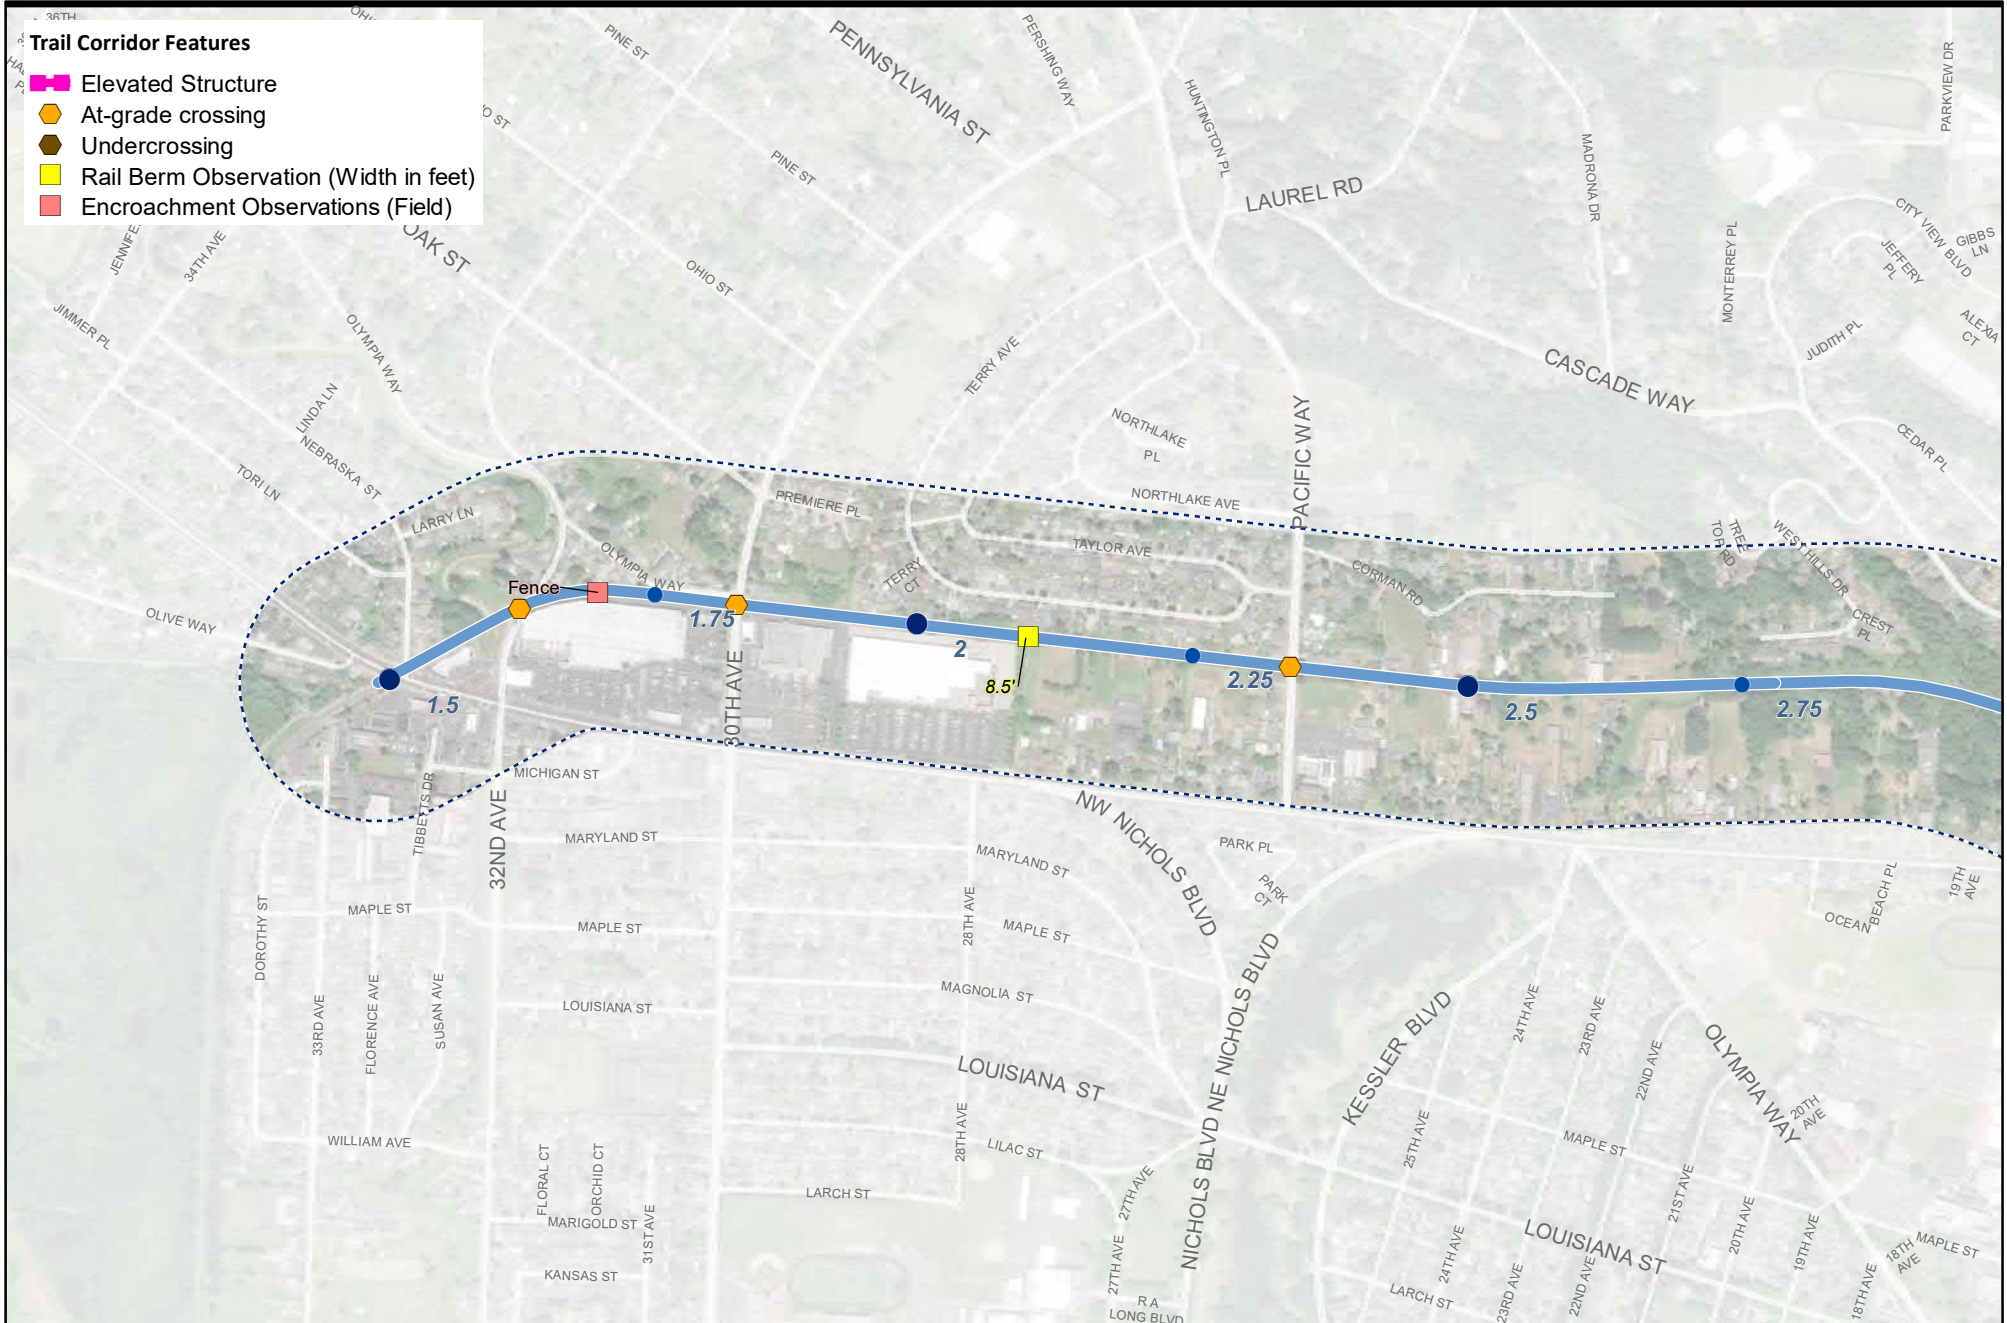 Trail Corridor Features
Elevated Structure
At-grade crossing
Undercrossing
Rail Berm Observation (Width in feet)
Encroachment Observations (Field)
36TH
PINE ST
PENNSYLVANIA ST
PERSHING WAY
HUNTINGTON PL
LAUREL RD
MADRONA DR
PARKVIEW DR
PINE ST
OAK ST
34TH AVE
OHIO ST
MONTERREY PL
CITY VIEW BLVD
GIBBS
LN
JEFFERY
PL
ALEXIA
CT
JUDITH PL
JIMMER PL
OLYMPIA WAY
TERRY AVE
CASCADE WAY
LINDA LN
NEBRASKA ST
TORI LN
NORTHLAKE
PL
PACIFIC WAY
CEDAR PL
LARRY LN
PREMIERE PL
NORTHLAKE AVE
TREE
TOP RD
WEST HILLS DR
OLYMPIA WAY
TERRY
CT
TAYLOR AVE
CORMAN RD
CREST
PL
Fence
OLIVE WAY
1.5
1.75
2
8.5'
2.25
2.5
2.75
30TH AVE
MICHIGAN ST
TIBBETTS DR
32ND AVE
MARYLAND ST
MARYLAND ST
NW NICHOLS BLVD
PARK PL
PARK
CT
OCEAN BEACH PL
19TH
AVE
DOROTHY ST
MAPLE ST
MAPLE ST
28TH AVE
MAPLE ST
33RD AVE
FLORENCE AVE
SUSAN AVE
LOUISIANA ST
MAGNOLIA ST
NICHOLS BLVD NE NICHOLS BLVD
KESSLER BLVD
24TH AVE
23RD AVE
22ND AVE
OLYMPIA WAY
LOUISIANA ST
20TH
AVE
WILLIAM AVE
FLORAL CT
ORCHID CT
28TH AVE
LILAC ST
25TH AVE
MAPLE ST
LARCH ST
27TH AVE
21ST AVE
MARIGOLD ST
31ST AVE
LOUISIANA ST
20TH AVE
19TH AVE
18TH
AVE
MAPLE ST
KANSAS ST
27TH AVE
24TH AVE
23RD AVE
22ND AVE
18TH AVE
LARCH ST
R A
LONG BLVD